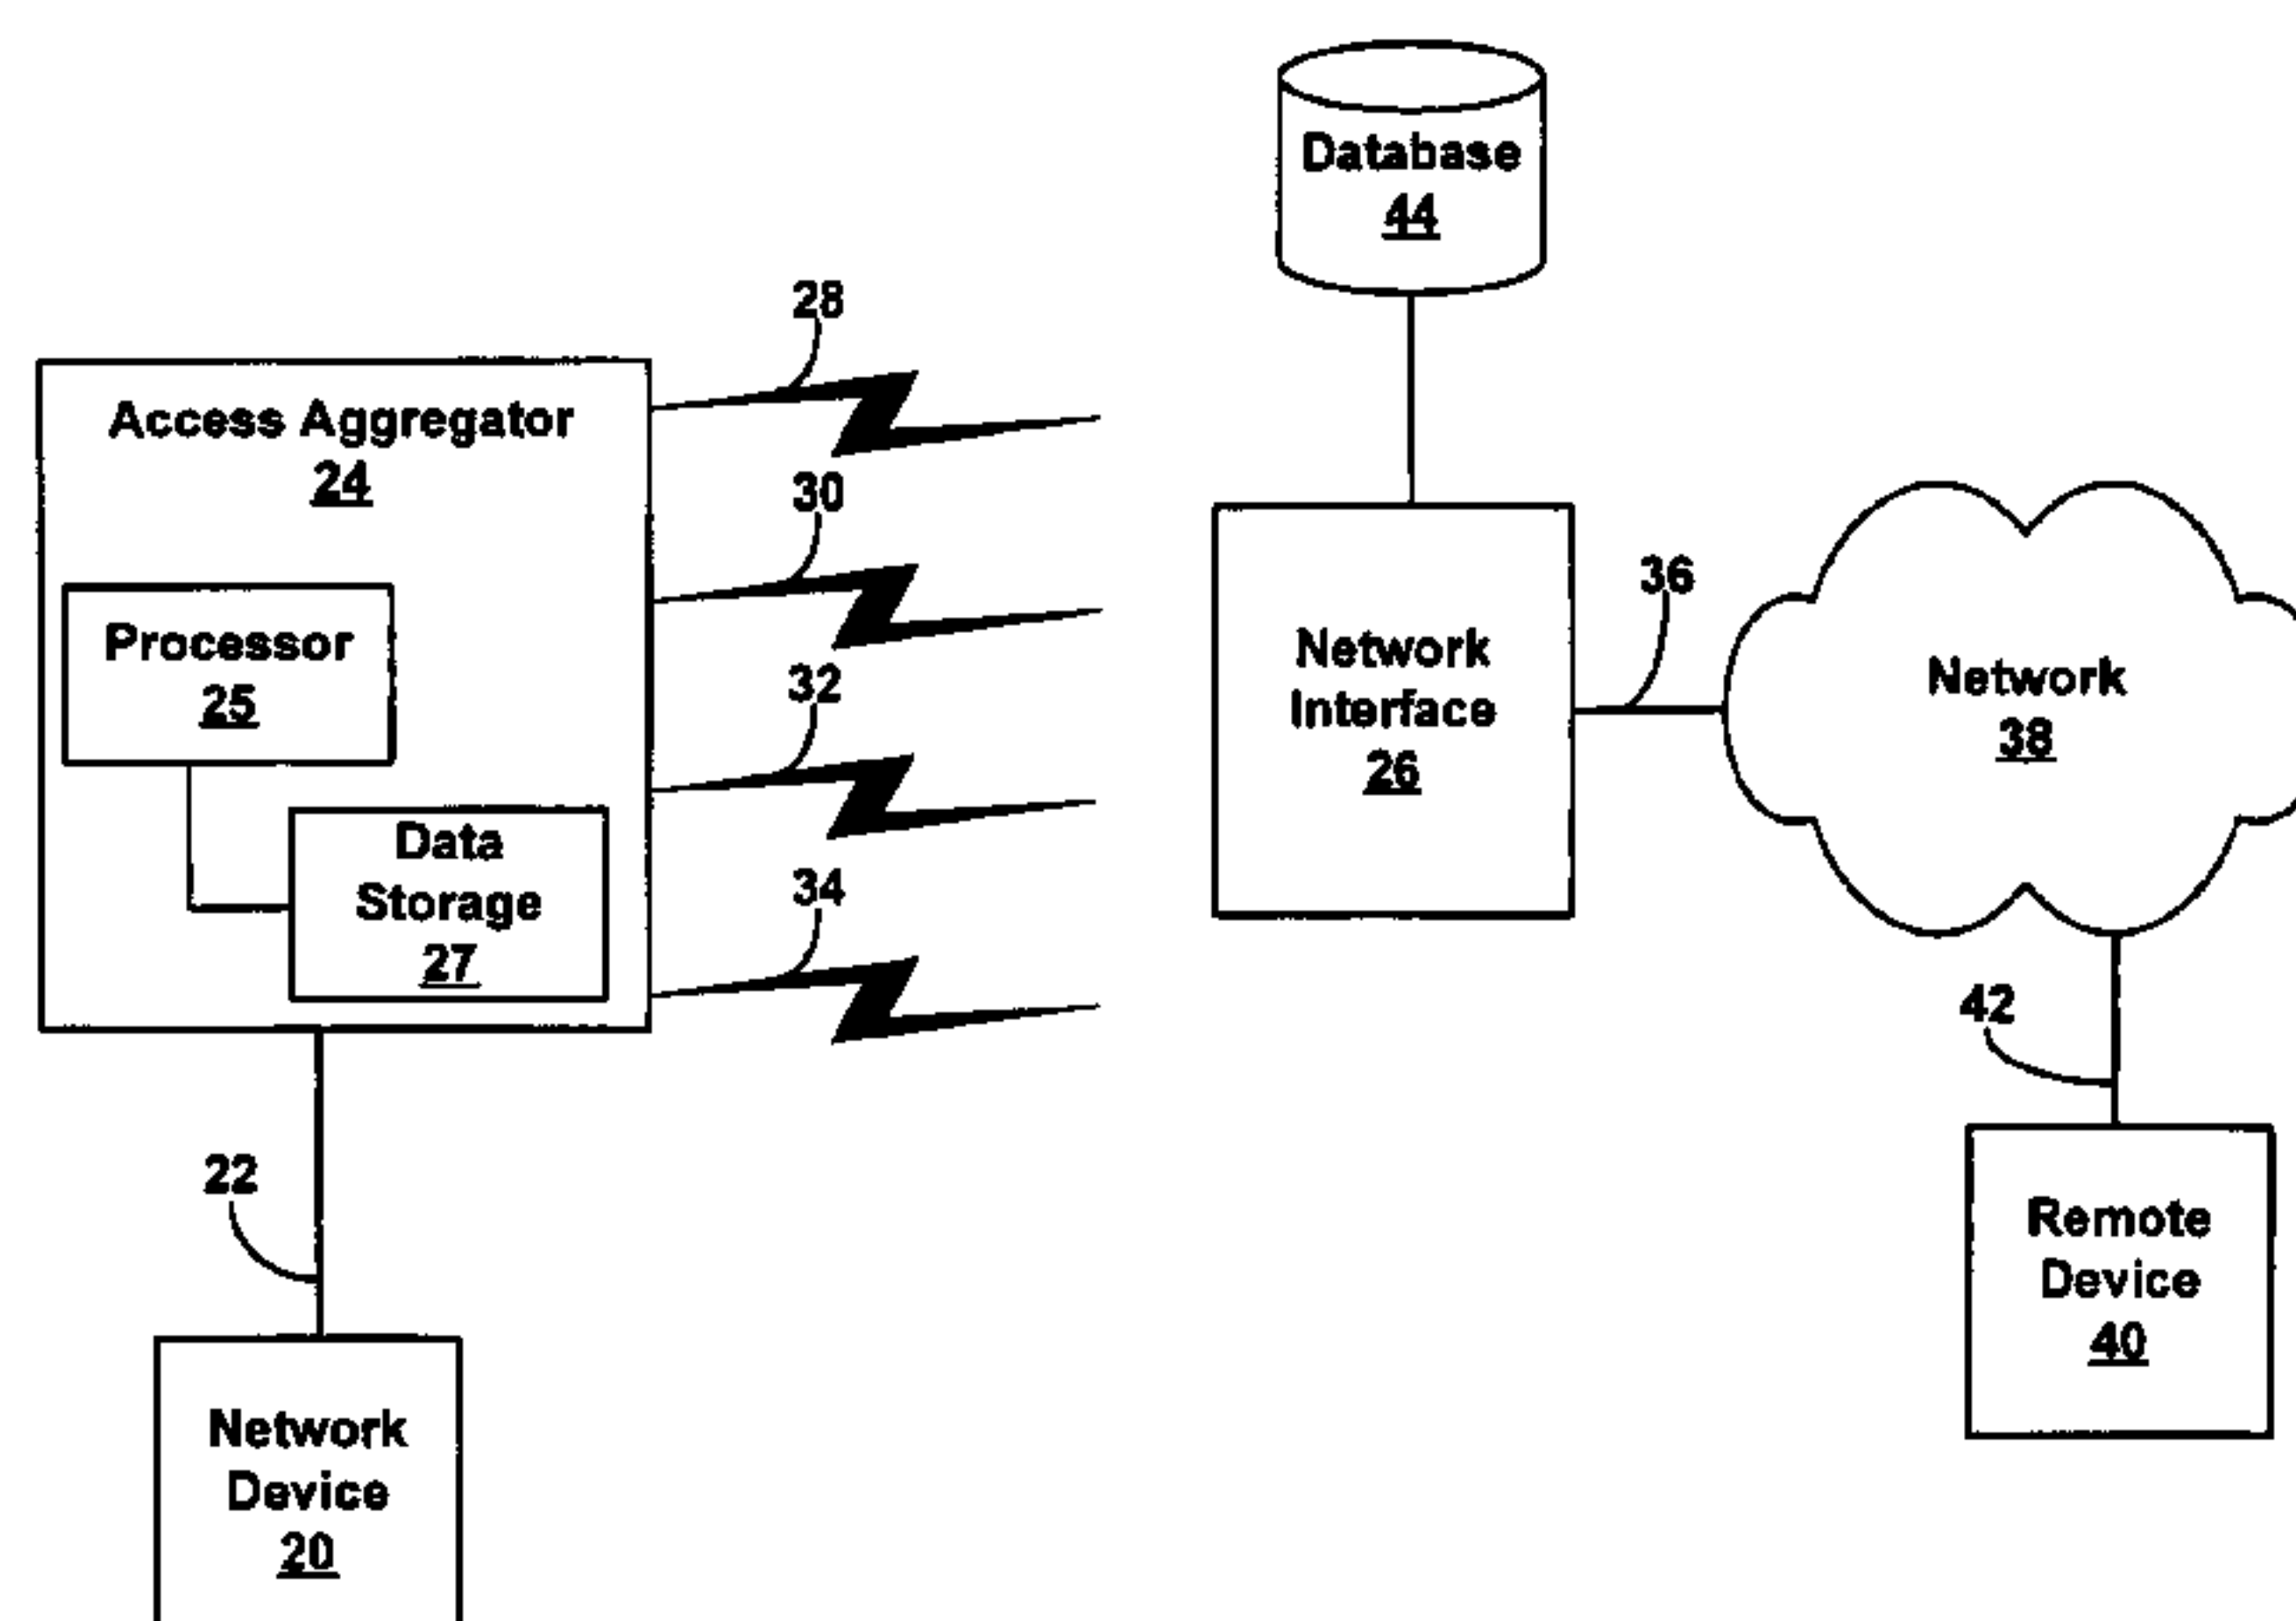 Database
44
28
Access Aggregator
24
30
Processor
25
32
Data
Storage
27
34
Network
Interface
26
36
Network
38
42
22
Remote
Device
40
Network
Device
20